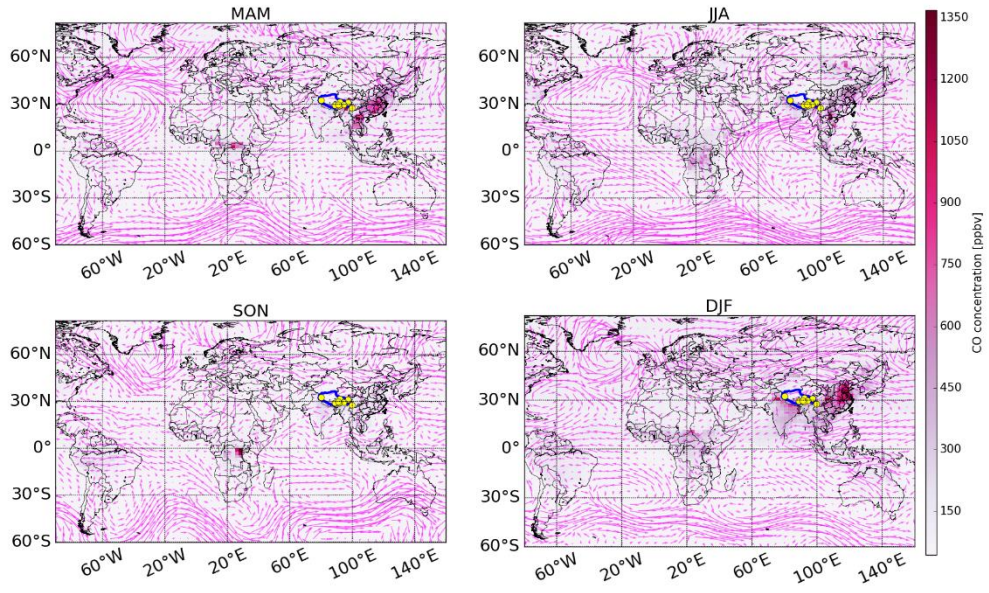 MAM
60°N
30°N
0°
30°S
60°S
60°W
20°W
20°E
60°E
100°E
140°E
JJA
60°N
30°N
0°
30°S
60°S
60°W
20°W
20°E
60°E
100°E
140°E
SON
60°N
30°N
0°
30°S
60°S
60°W
20°W
20°E
60°E
100°E
140°E
DJF
60°N
30°N
0°
30°S
60°S
60°W
20°W
20°E
60°E
100°E
140°E
1350
1200
1050
900
750
600
450
300
150
CO concentration [ppbv]